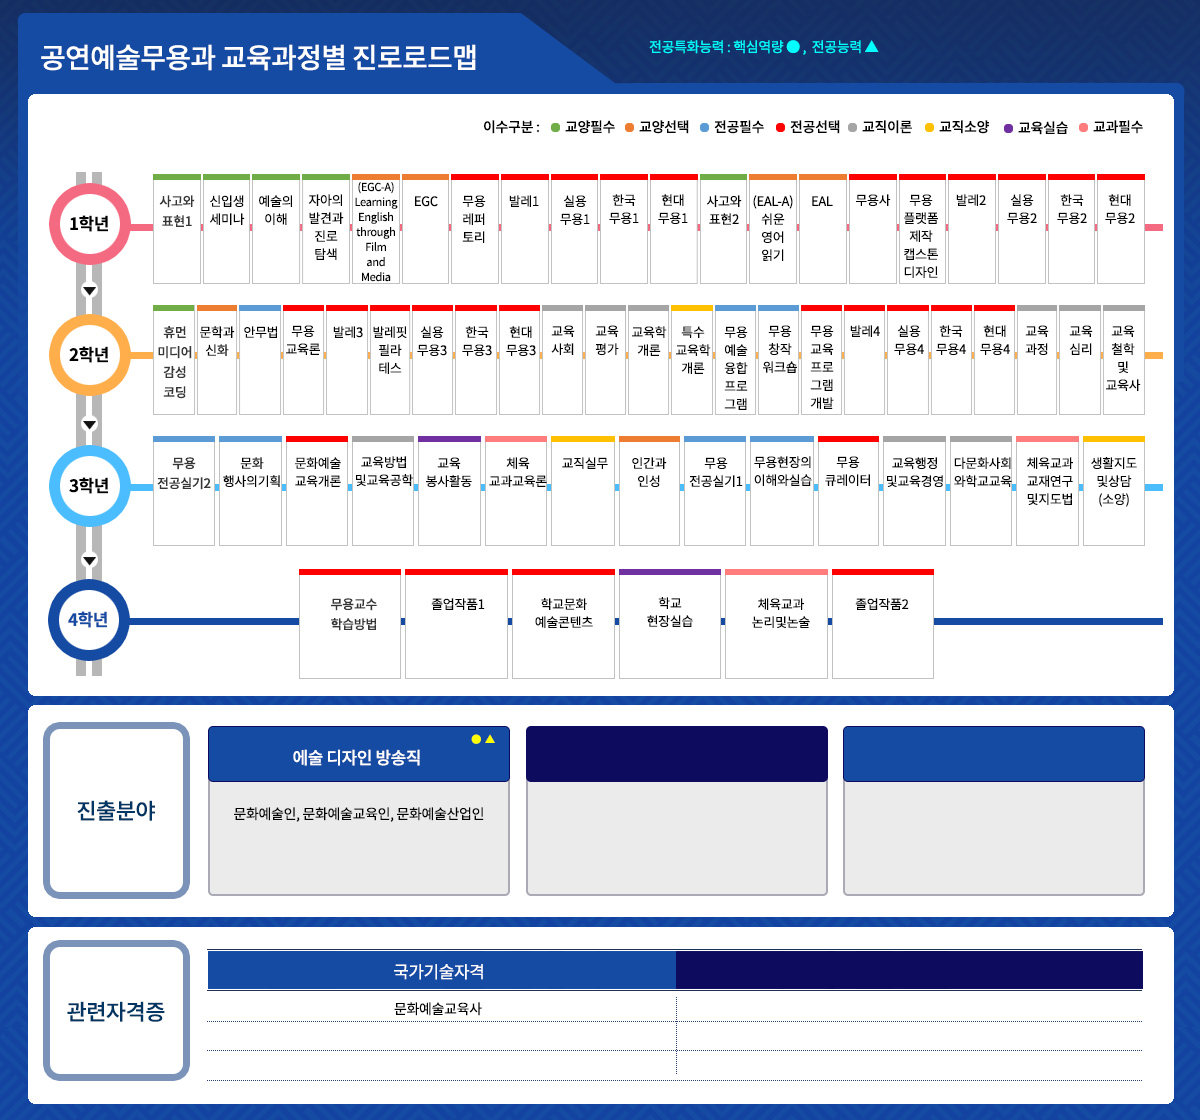 공연예술무용과 교육과정별 진로로드맵
전공특화능력 : 핵심역량 ● , 전공능력 ▲
이수구분 : 교양필수 교양선택 전공필수 전공선택 교직이론 교직소양 교육실습 교과필수
1학년
사고와
표현1
신입생
세미나
예술의
이해
자아의
발견과
진로
탐색
(EGC-A)
Learning
English
through
Film
and
Media
EGC
무용
레퍼
토리
발레1
실용
무용1
한국
무용1
현대
무용1
사고와
표현2
(EAL-A)
쉬운
영어
읽기
EAL
무용사
무용
플랫폼
제작
캡스톤
디자인
발레2
실용
무용2
한국
무용2
현대
무용2
2학년
휴먼
미디어
감성
코딩
문학과
신화
안무법
무용
교육론
발레3
발레핏
필라
테스
실용
무용3
한국
무용3
현대
무용3
교육
사회
교육
평가
교육학
개론
특수
교육학
개론
무용
예술
융합
프로
그램
무용
창작
워크숍
무용
교육
프로
그램
개발
발레4
실용
무용4
한국
무용4
현대
무용4
교육
과정
교육
심리
교육
철학
및
교육사
3학년
무용
전공실기2
문화
행사의기획
문화예술
교육개론
교육방법
및교육공학
교육
봉사활동
체육
교과교육론
교직실무
인간과
인성
무용
전공실기1
무용현장의
이해와실습
무용
큐레이터
교육행정
및교육경영
다문화사회
와학교교육
체육교과
교재연구
및지도법
생활지도
및상담
(소양)
4학년
무용교수
학습방법
졸업작품1
학교문화
예술콘텐츠
학교
현장실습
체육교과
논리및논술
졸업작품2
진출분야
에술 디자인 방송직
문화예술인, 문화예술교육인, 문화예술산업인
관련자격증
국가기술자격
문화예술교육사